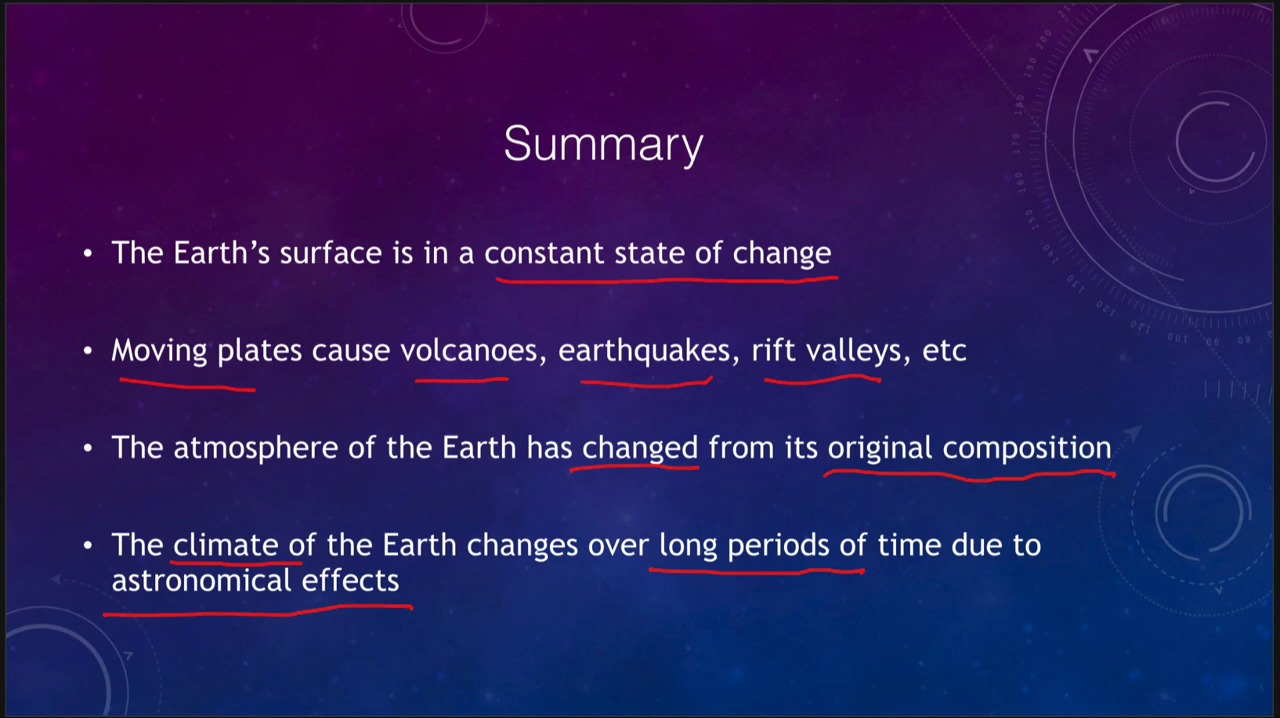 Summary
• The Earth’s surface is in a constant state of change
• Moving plates cause volcanoes, earthquakes, rift valleys, etc
• The atmosphere of the Earth has changed from its original composition
• The climate of the Earth changes over long periods of time due to
astronomical effects